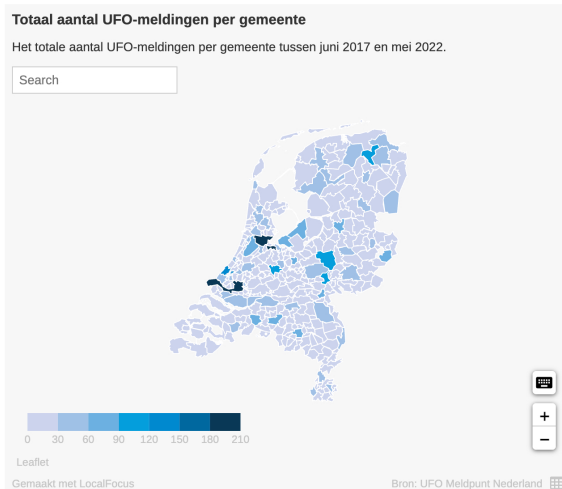 Totaal aantal UFO-meldingen per gemeente
Het totale aantal UFO-meldingen per gemeente tussen juni 2017 en mei 2022.
Search
+
−
0 30 60 90 120 150 180 210
Leaflet
Gemaakt met LocalFocus Bron: UFO Meldpunt Nederland